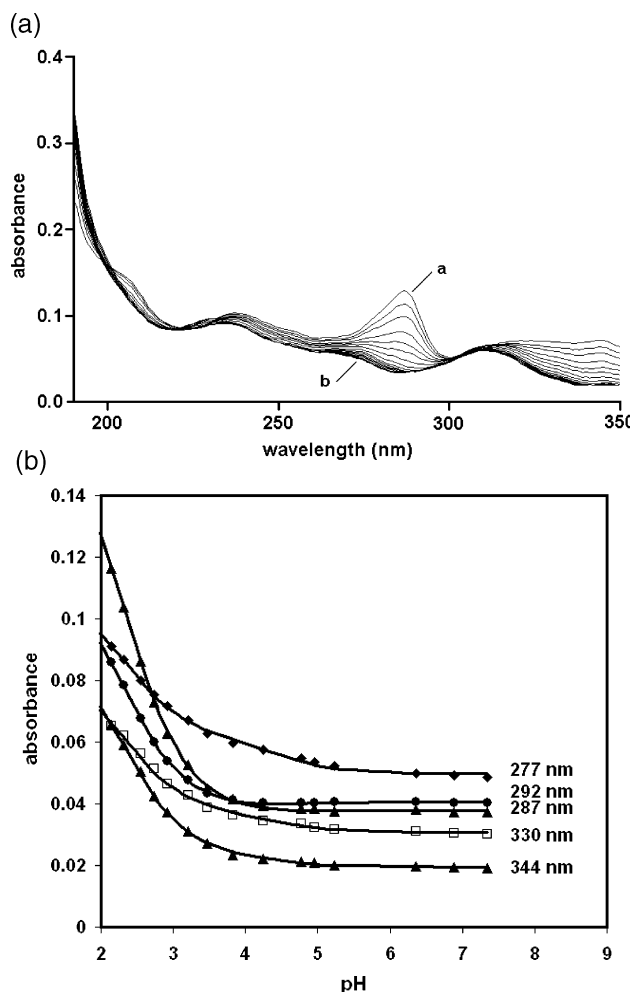 (a)
0.4
0.3
0.2
0.1
0.0
absorbance
a
b
200
250
300
350
wavelength (nm)
(b)
0.14
0.12
0.1
0.08
0.06
0.04
0.02
0
absorbance
277 nm
292 nm
287 nm
330 nm
344 nm
2
3
4
5
6
7
8
9
pH